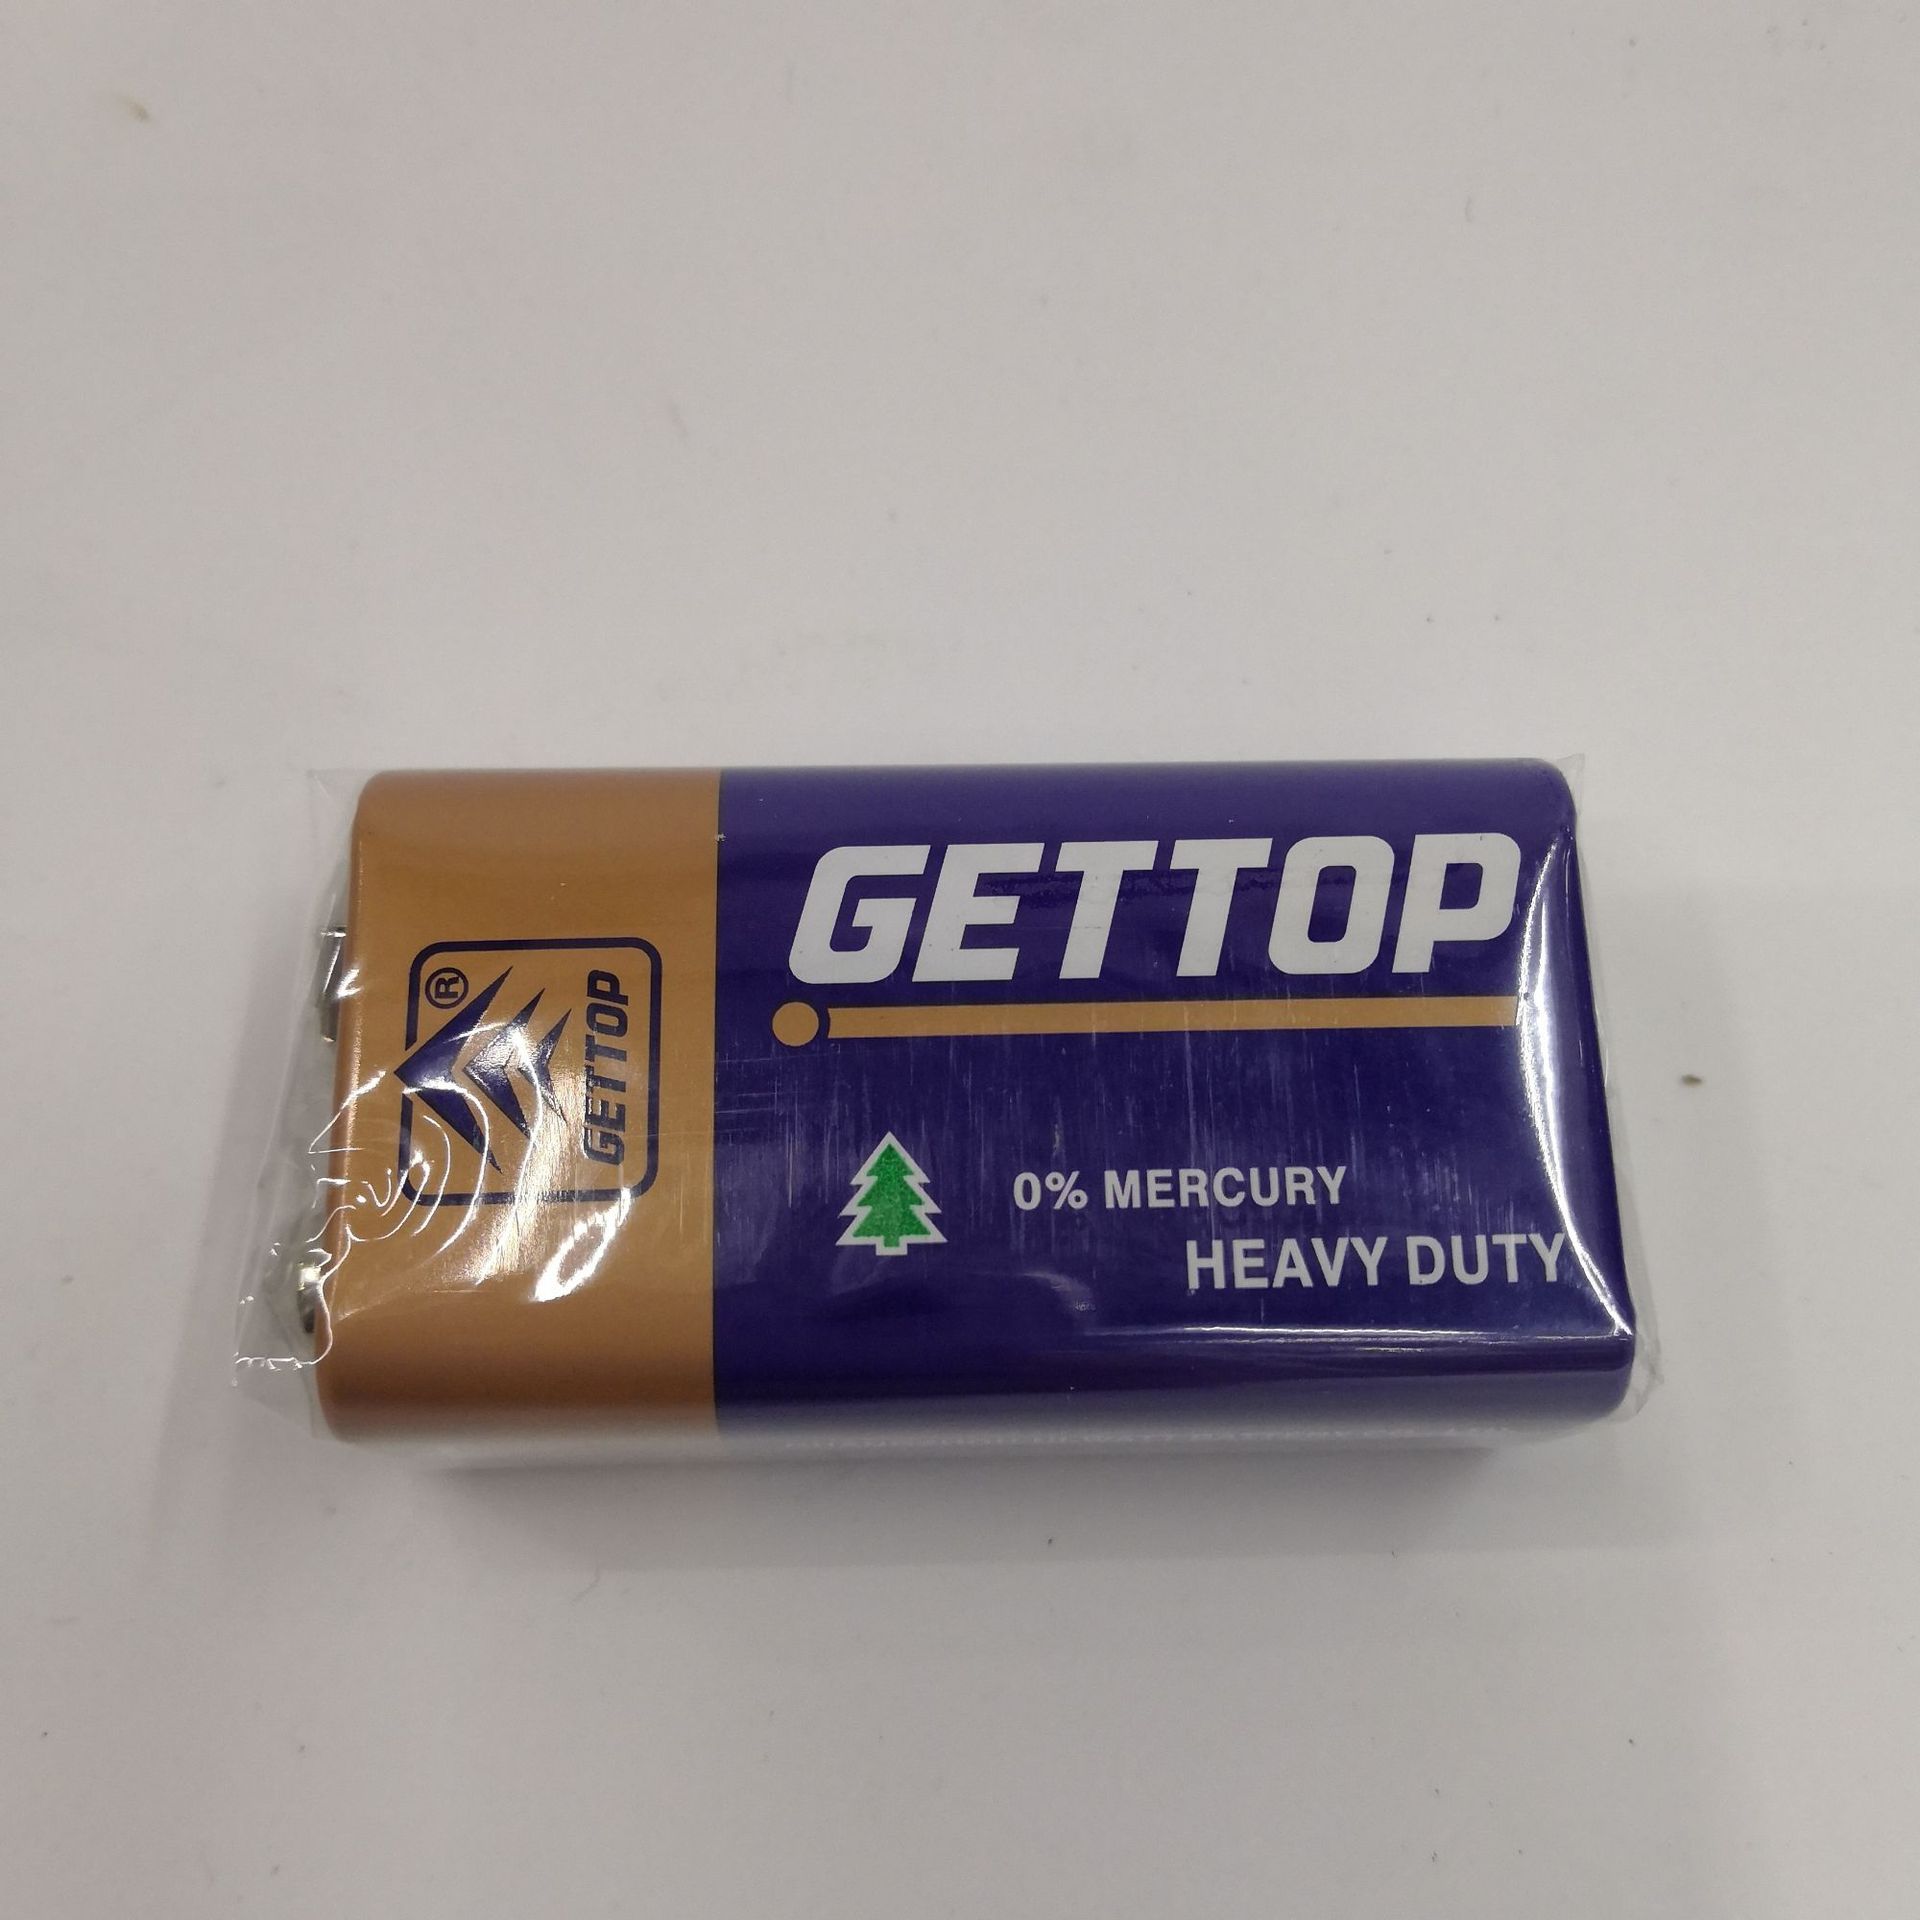 GETTOP
®
GETTOP
0% MERCURY
HEAVY DUTY